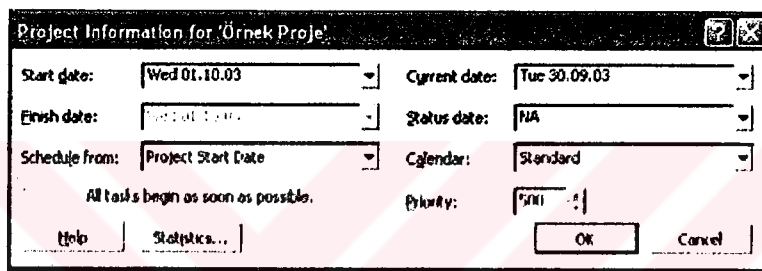 Project Information for 'Örnek Proje'
Start date: Wed 01.10.03 Current date: Tue 30.09.03
Finish date: Status date: NA
Schedule from: Project Start Date Calendar: Standard
All tasks begin as soon as possible. Priority: 500
Help Statistics... OK Cancel